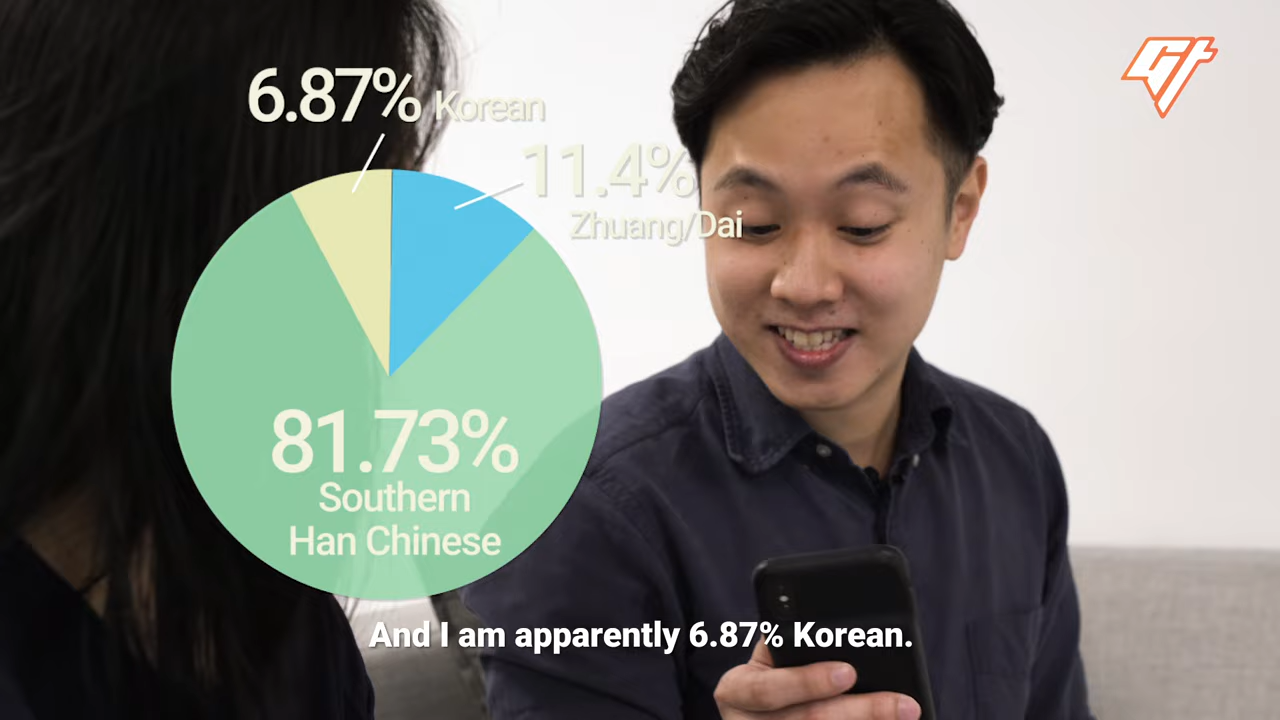 6.87% Korean
11.4%
Zhuang/Dai
81.73%
Southern
Han Chinese
And I am apparently 6.87% Korean.